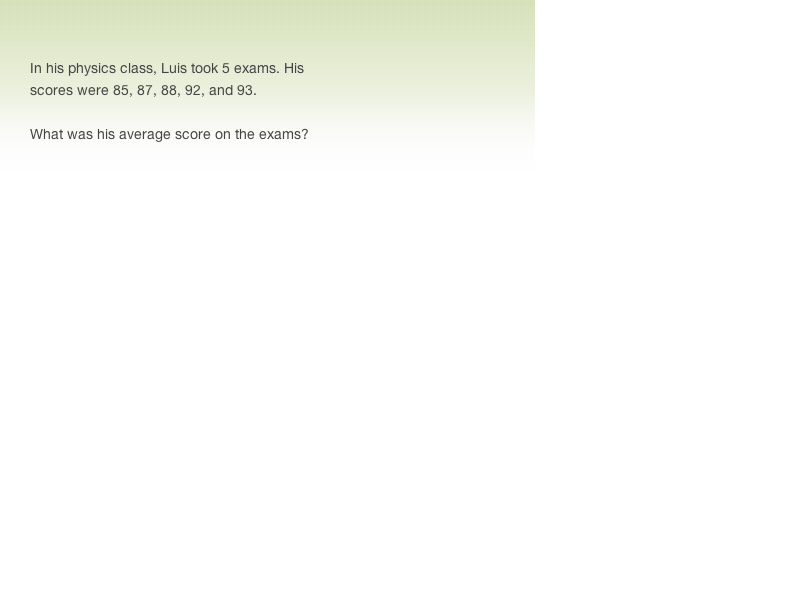 In his physics class, Luis took 5 exams. His
scores were 85, 87, 88, 92, and 93.
What was his average score on the exams?